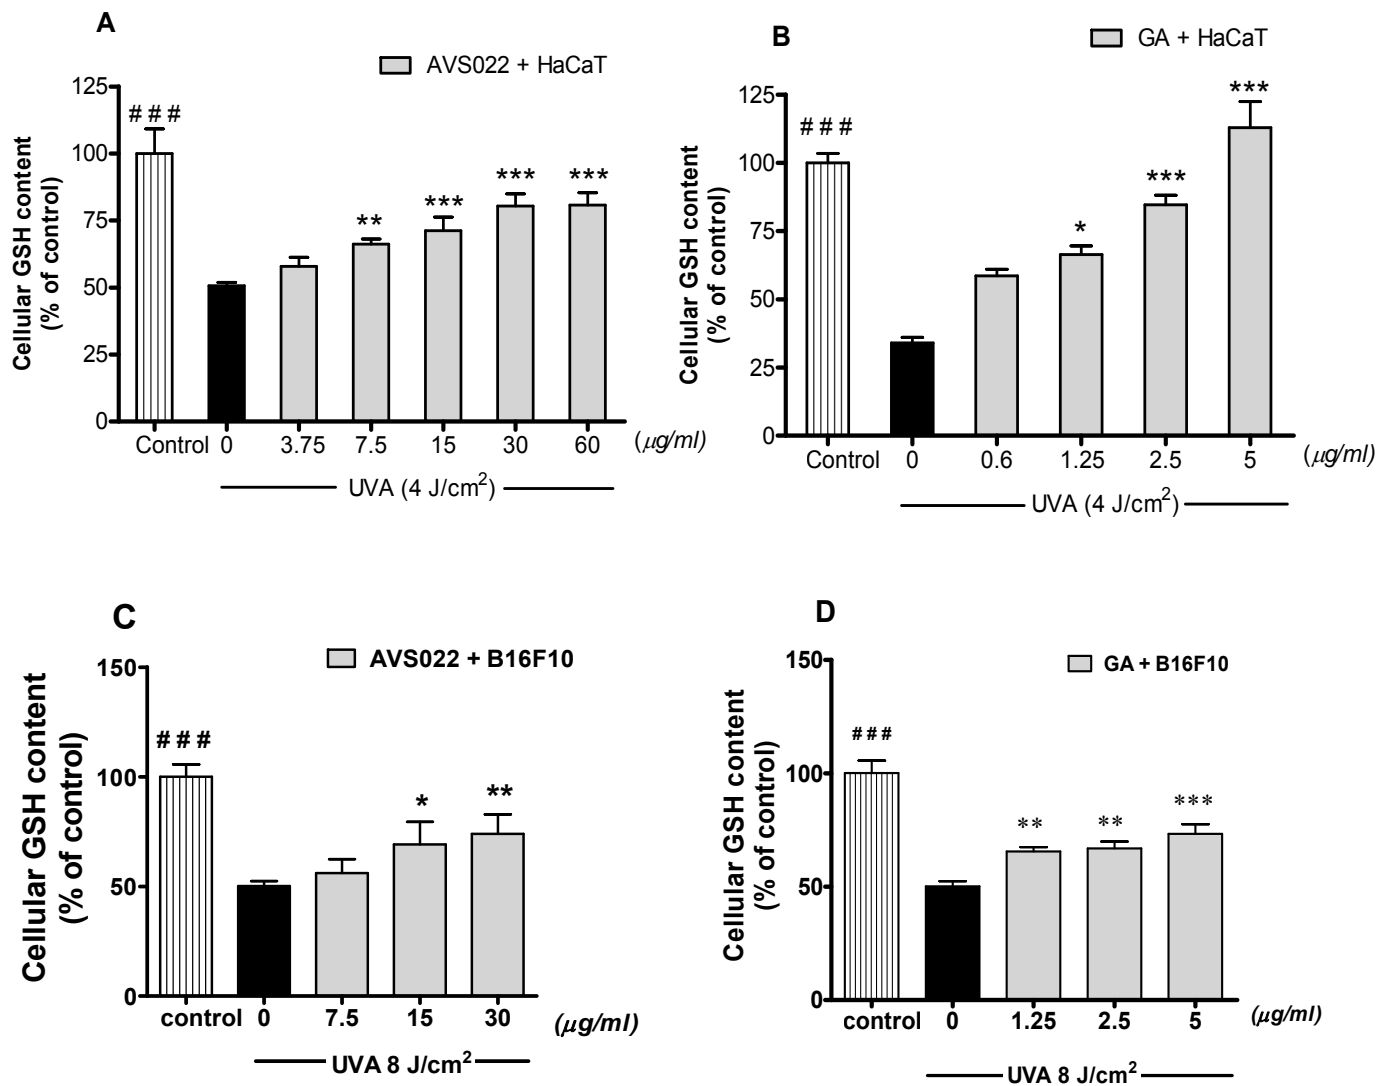 A
AVS022 + HaCaT
Cellular GSH content
(% of control)
125
100
75
50
25
0
###
**
***
***
***
Control 0 3.75 7.5 15 30 60 (μg/ml)
UVA (4 J/cm²)
B
GA + HaCaT
Cellular GSH content
(% of control)
125
100
75
50
25
0
###
*
***
***
Control 0 0.6 1.25 2.5 5 (μg/ml)
UVA (4 J/cm²)
C
AVS022 + B16F10
Cellular GSH content
(% of control)
150
100
50
0
###
*
**
control 0 7.5 15 30 (μg/ml)
UVA 8 J/cm²
D
GA + B16F10
Cellular GSH content
(% of control)
150
100
50
0
###
**
**
***
control 0 1.25 2.5 5 (μg/ml)
UVA 8 J/cm²